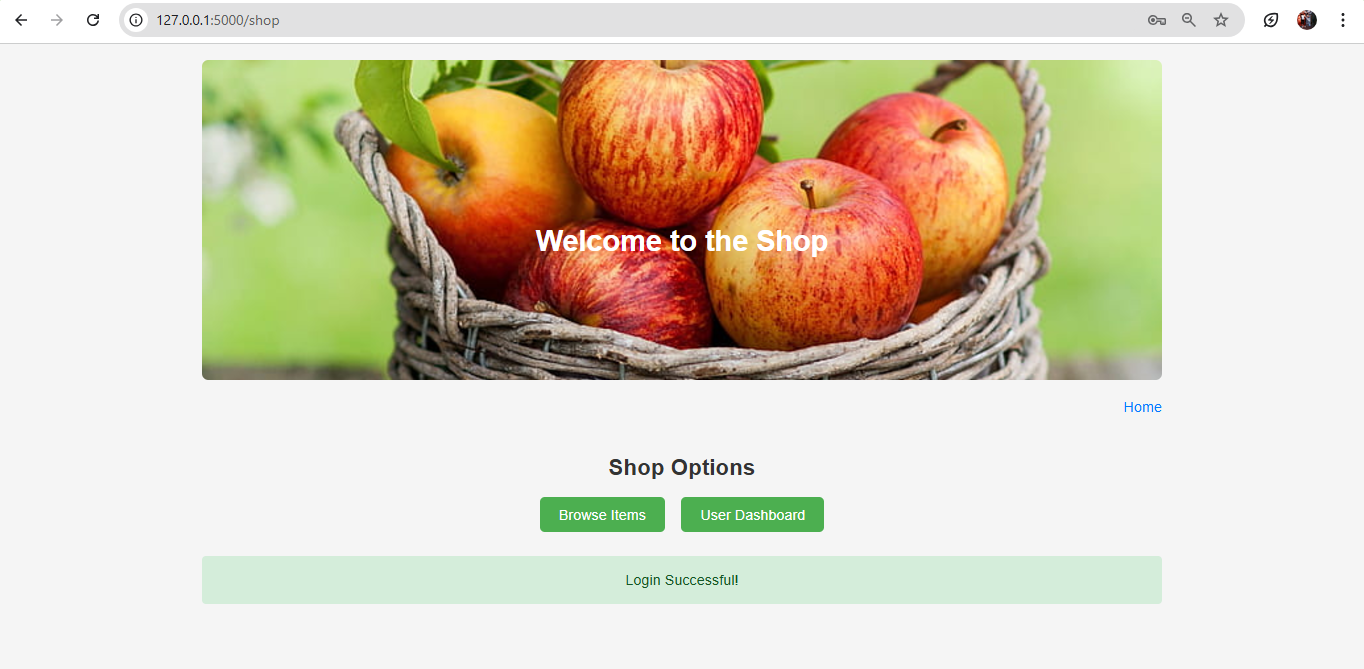 127.0.0.1:5000/shop
Welcome to the Shop
Home
Shop Options
Browse Items
User Dashboard
Login Successful!